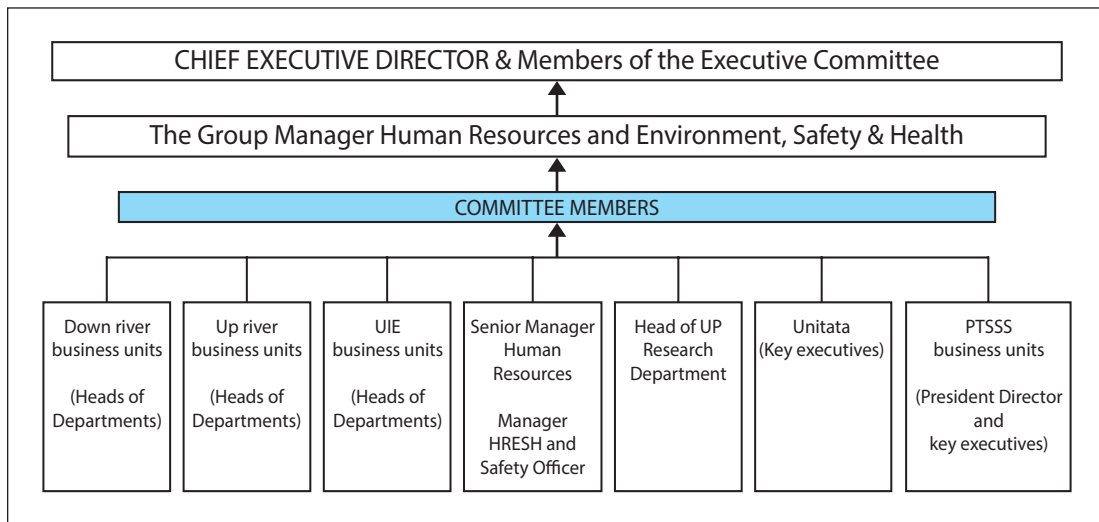 CHIEF EXECUTIVE DIRECTOR & Members of the Executive Committee
The Group Manager Human Resources and Environment, Safety & Health
COMMITTEE MEMBERS
Down river
business units
(Heads of
Departments)
Up river
business units
(Heads of
Departments)
UIE
business units
(Heads of
Departments)
Senior Manager
Human
Resources
Manager
HRESH and
Safety Officer
Head of UP
Research
Department
Unitata
(Key executives)
PTSSS
business units
(President Director
and
key executives)